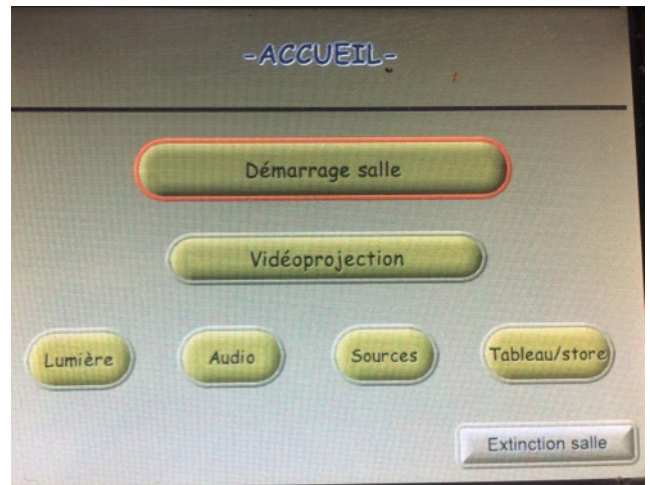 -ACCUEIL-
Démarrage salle
Vidéoprojection
Lumière
Audio
Sources
Tableau/store
Extinction salle